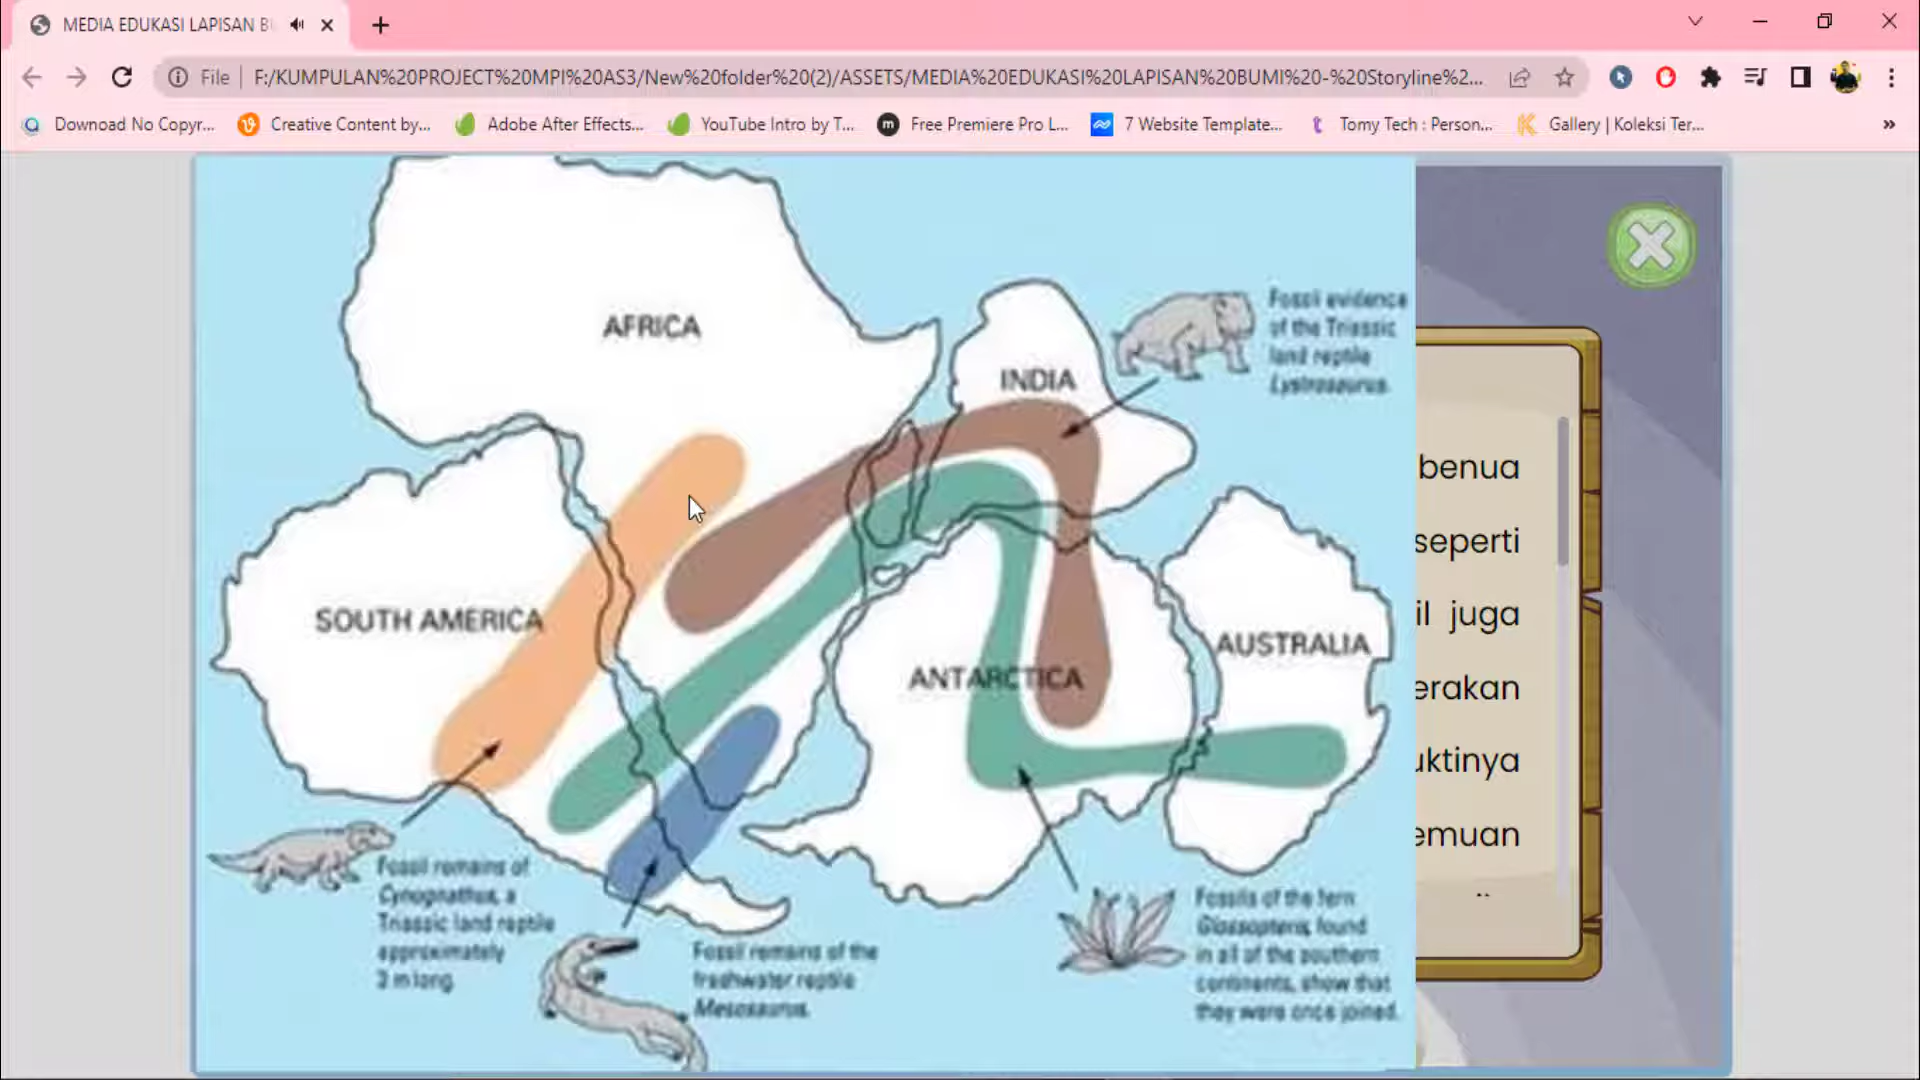 MEDIA EDUKASI LAPISAN B
File
F:/KUMPULAN%20PROJECT%20MPI%20AS3/New%20folder%20(2)/ASSETS/MEDIA%20EDUKASI%20LAPISAN%20BUMI%20-%20Storyline%2...
Downoad No Copyr...
Creative Content by...
Adobe After Effects...
YouTube Intro by T...
m
Free Premiere Pro L...
7 Website Template...
t
Tomy Tech : Person...
Gallery | Koleksi Ter...
»
AFRICA
INDIA
SOUTH AMERICA
ANTARCTICA
AUSTRALIA
Fossil evidence
of the Triassic
land reptile
Lystrosaurus.
Fossil remains of
Cynognathus, a
Triassic land reptile
approximately
3 m long.
Fossil remains of the
freshwater reptile
Mesosaurus.
Fossils of the fern
Glossopteris, found
in all of the southern
continents, show that
they were once joined.
benua
seperti
il juga
erakan
uktinya
emuan